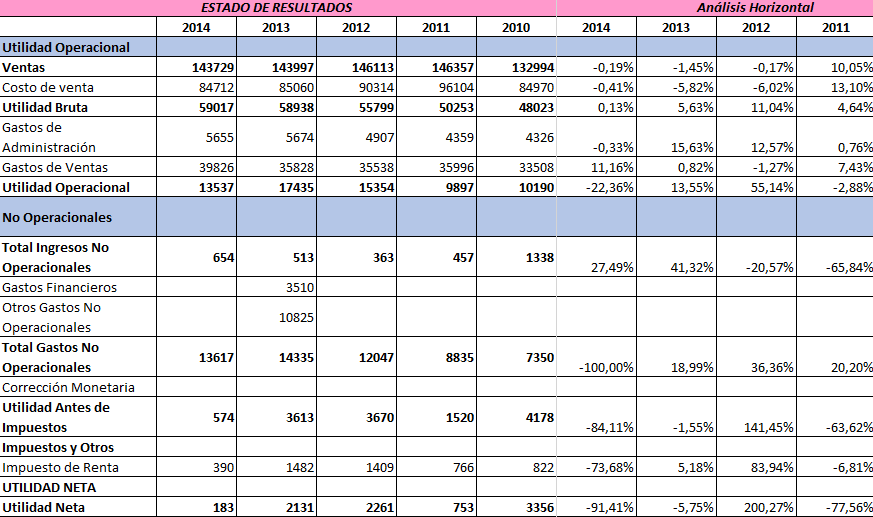 ESTADO DE RESULTADOS Análisis Horizontal
2014 2013 2012 2011 2010 2014 2013 2012 2011
Utilidad Operacional
Ventas 143729 143997 146113 146357 132994 -0,19% -1,45% -0,17% 10,05%
Costo de venta 84712 85060 90314 96104 84970 -0,41% -5,82% -6,02% 13,10%
Utilidad Bruta 59017 58938 55799 50253 48023 0,13% 5,63% 11,04% 4,64%
Gastos de
Administración 5655 5674 4907 4359 4326 -0,33% 15,63% 12,57% 0,76%
Gastos de Ventas 39826 35828 35538 35996 33508 11,16% 0,82% -1,27% 7,43%
Utilidad Operacional 13537 17435 15354 9897 10190 -22,36% 13,55% 55,14% -2,88%
No Operacionales
Total Ingresos No
Operacionales 654 513 363 457 1338 27,49% 41,32% -20,57% -65,84%
Gastos Financieros 3510
Otros Gastos No
Operacionales 10825
Total Gastos No
Operacionales 13617 14335 12047 8835 7350 -100,00% 18,99% 36,36% 20,20%
Corrección Monetaria
Utilidad Antes de
Impuestos 574 3613 3670 1520 4178 -84,11% -1,55% 141,45% -63,62%
Impuestos y Otros
Impuesto de Renta 390 1482 1409 766 822 -73,68% 5,18% 83,94% -6,81%
UTILIDAD NETA
Utilidad Neta 183 2131 2261 753 3356 -91,41% -5,75% 200,27% -77,56%